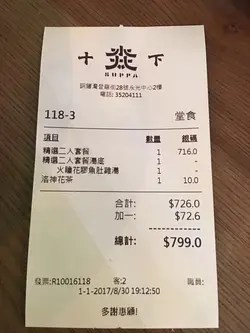 十 焱 下
SUPPA
銅鑼灣登龍街28號永光中心2樓
電話: 35204111
118-3 堂食
項目 數量 銀碼
精選二人套餐 1 716.0
精選二人套餐湯底 1 -
火瞳花膠魚肚雞湯 1 -
洛神花茶 1 10.0
合計: $726.0
加一: $72.6
總計: $799.0
發票:R10016118 客:2 職員:
1-1-2017/8/30 19:12:50
多謝惠顧!